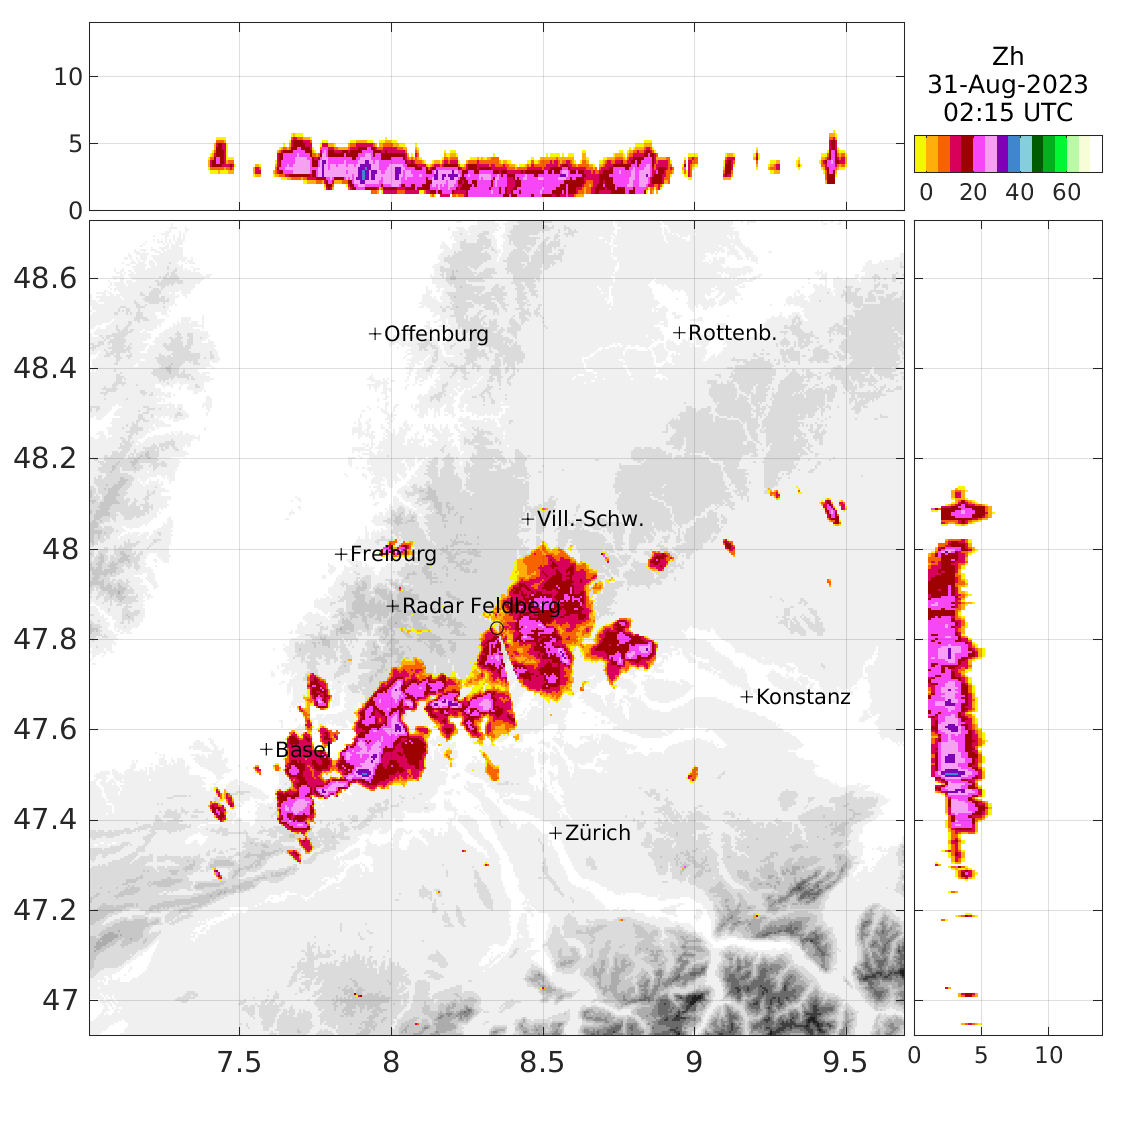 10
5
0
Zh
31-Aug-2023
02:15 UTC
0 20 40 60
48.6
48.4
48.2
48
47.8
47.6
47.4
47.2
47
+Offenburg
+Rottenb.
+Vill.-Schw.
+Freiburg
+Radar Feldberg
+Konstanz
+Basel
+Zürich
7.5 8 8.5 9 9.5
0 5 10